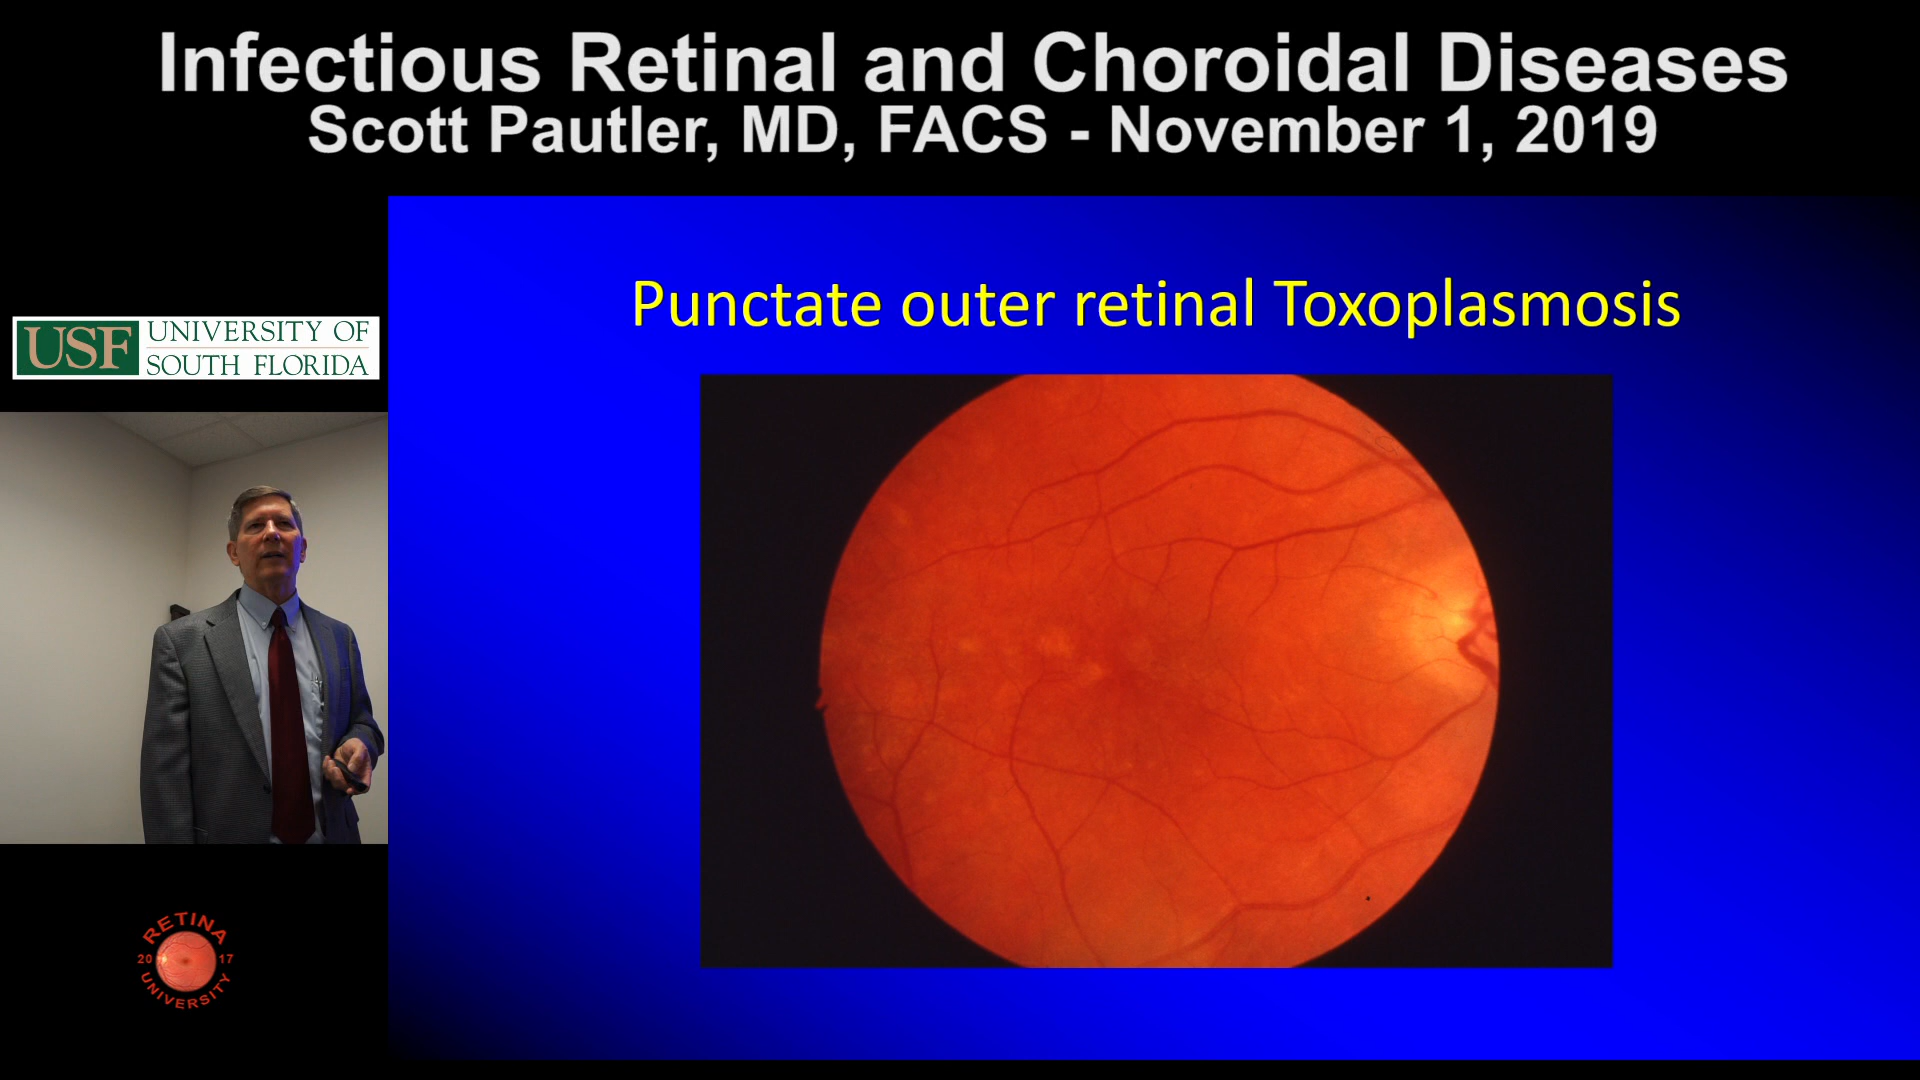 Infectious Retinal and Choroidal Diseases
Scott Pautler, MD, FACS - November 1, 2019
USF UNIVERSITY OF
SOUTH FLORIDA
Punctate outer retinal Toxoplasmosis
RETINA
20 17
UNIVERSITY